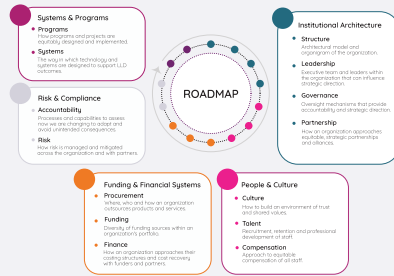 Systems & Programs
Programs
How programs and projects are
equitably designed and implemented.
Systems
The way in which technology and
systems are designed to support LLD
outcomes.
Risk & Compliance
Accountability
Processes and capabilities to assess
how we are changing to adapt and
avoid unintended consequences.
Risk
How risk is managed and mitigated
across the organization and with partners.
ROADMAP
Institutional Architecture
Structure
Architectural model and
organogram of the organization.
Leadership
Executive team and leaders within
the organization that can influence
strategic direction.
Governance
Oversight mechanisms that provide
accountability and strategic direction.
Partnership
How an organization approaches
equitable, strategic partnerships
and alliances.
Funding & Financial Systems
Procurement
Where, who and how an organization
outsources products and services.
Funding
Diversity of funding sources within an
organization's portfolio.
Finance
How an organization approaches their
costing structures and cost recovery
with funders and partners.
People & Culture
Culture
How to build an environment of trust
and shared values.
Talent
Recruitment, retention and professional
development of staff.
Compensation
Approach to equitable
compensation of all staff.